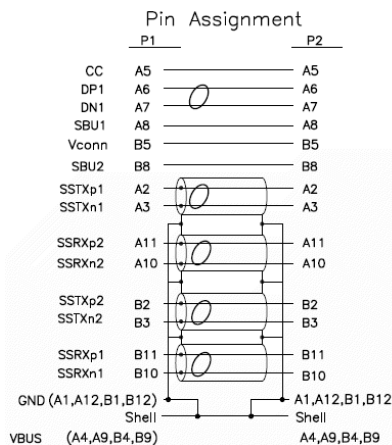 Pin Assignment
P1 P2
CC A5 A5
DP1 A6 A6
DN1 A7 A7
SBU1 A8 A8
Vconn B5 B5
SBU2 B8 B8
SSTXp1 A2 A2
SSTXn1 A3 A3
SSRXp2 A11 A11
SSRXn2 A10 A10
SSTXp2 B2 B2
SSTXn2 B3 B3
SSRXp1 B11 B11
SSRXn1 B10 B10
GND (A1,A12,B1,B12) A1,A12,B1,B12
Shell Shell
VBUS (A4,A9,B4,B9) A4,A9,B4,B9